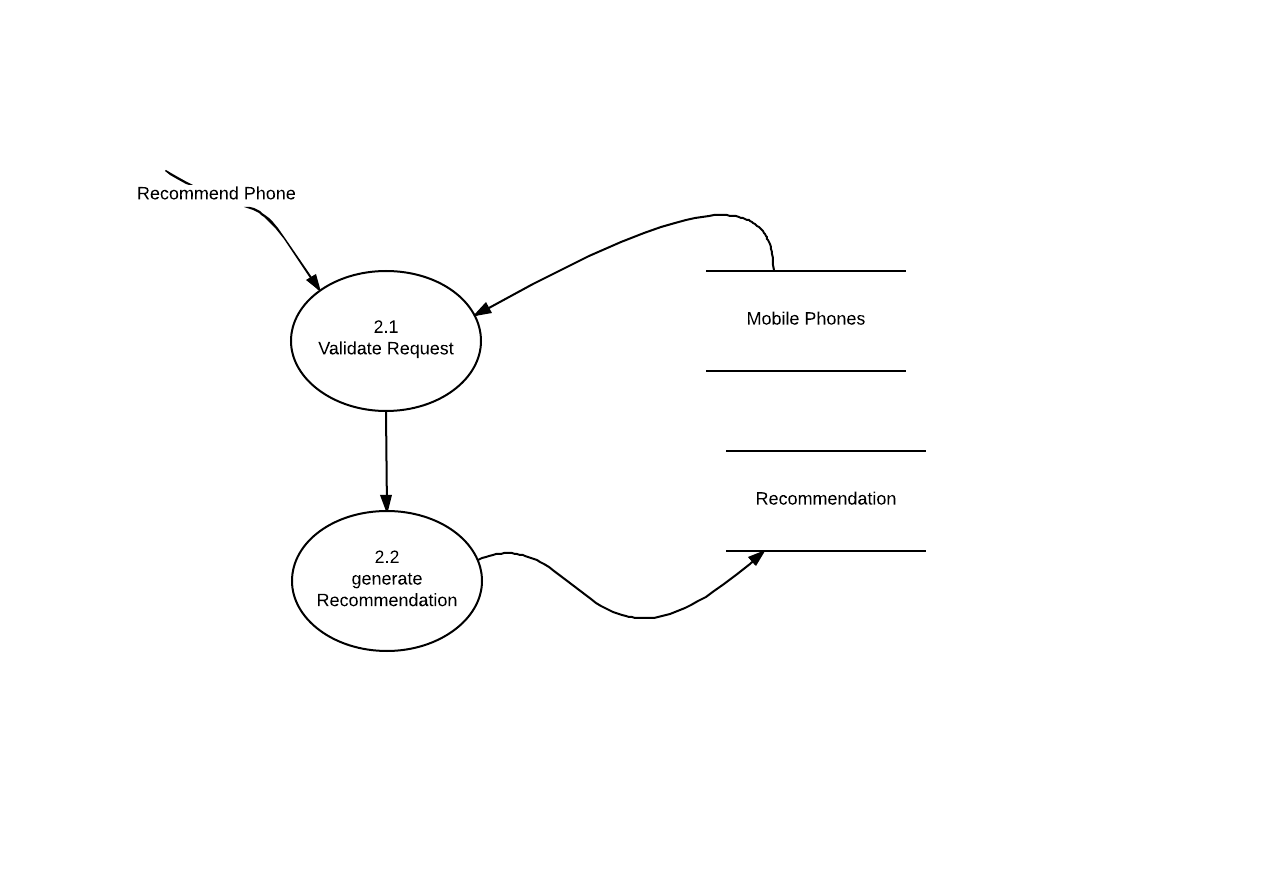 Recommend Phone
2.1
Validate Request
Mobile Phones
Recommendation
2.2
generate
Recommendation